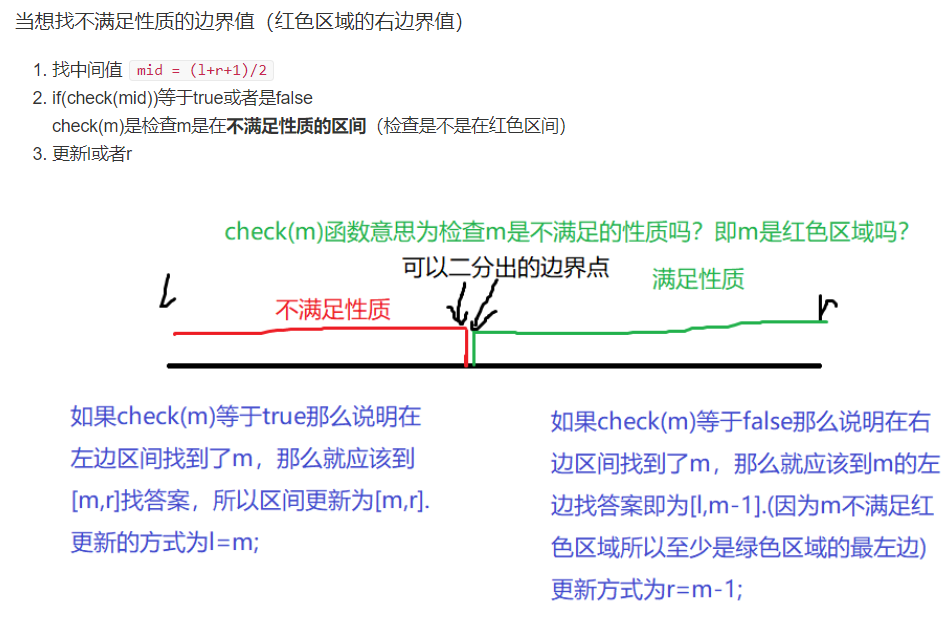 当想找不满足性质的边界值（红色区域的右边界值）
1. 找中间值 mid = (l+r+1)/2
2. if(check(mid))等于true或者是false
check(m)是检查m是在不满足性质的区间（检查是不是在红色区间）
3. 更新l或者r
check(m)函数意思为检查m是不满足的性质吗？即m是红色区域吗？
可以二分出的边界点
l
不满足性质
满足性质
r
如果check(m)等于true那么说明在
左边区间找到了m，那么就应该到
[m,r]找答案，所以区间更新为[m,r].
更新的方式为l=m;
如果check(m)等于false那么说明在右
边区间找到了m，那么就应该到m的左
边找答案即为[l,m-1].(因为m不满足红
色区域所以至少是绿色区域的最左边)
更新方式为r=m-1;